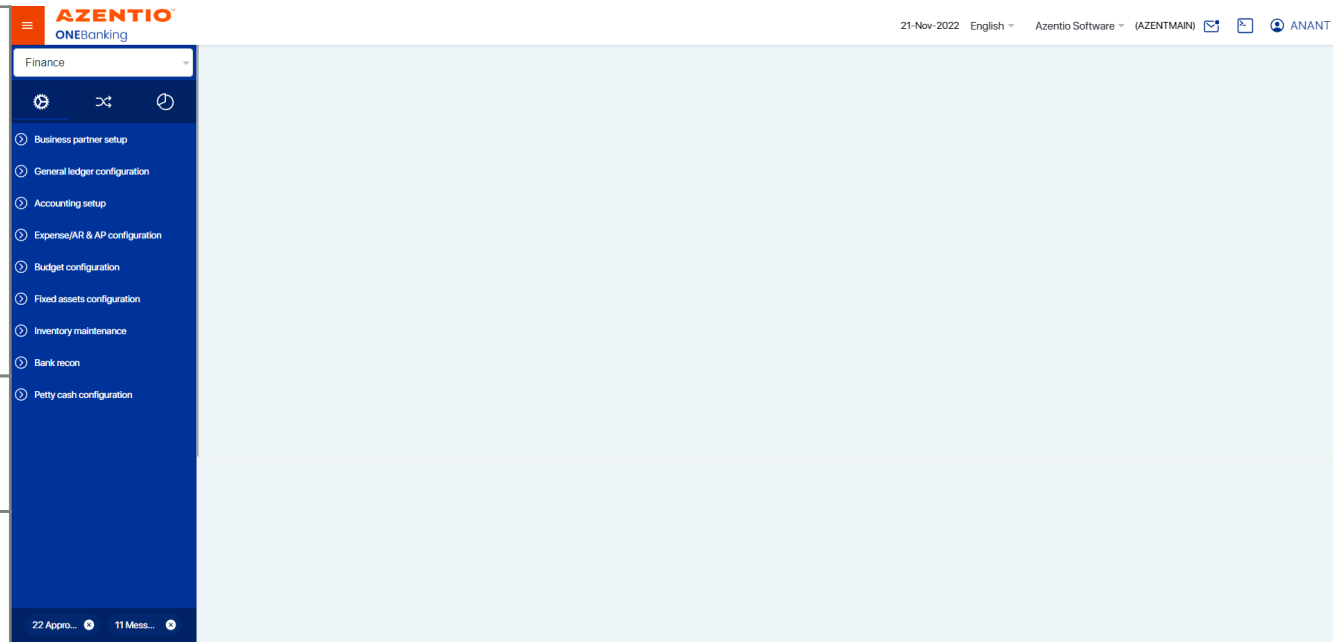 AZENTIO™
ONEBanking
21-Nov-2022 English Azentio Software (AZENTMAIN) ANANT
Finance
Business partner setup
General ledger configuration
Accounting setup
Expense/AR & AP configuration
Budget configuration
Fixed assets configuration
Inventory maintenance
Bank recon
Petty cash configuration
22 Appro... 11 Mess...